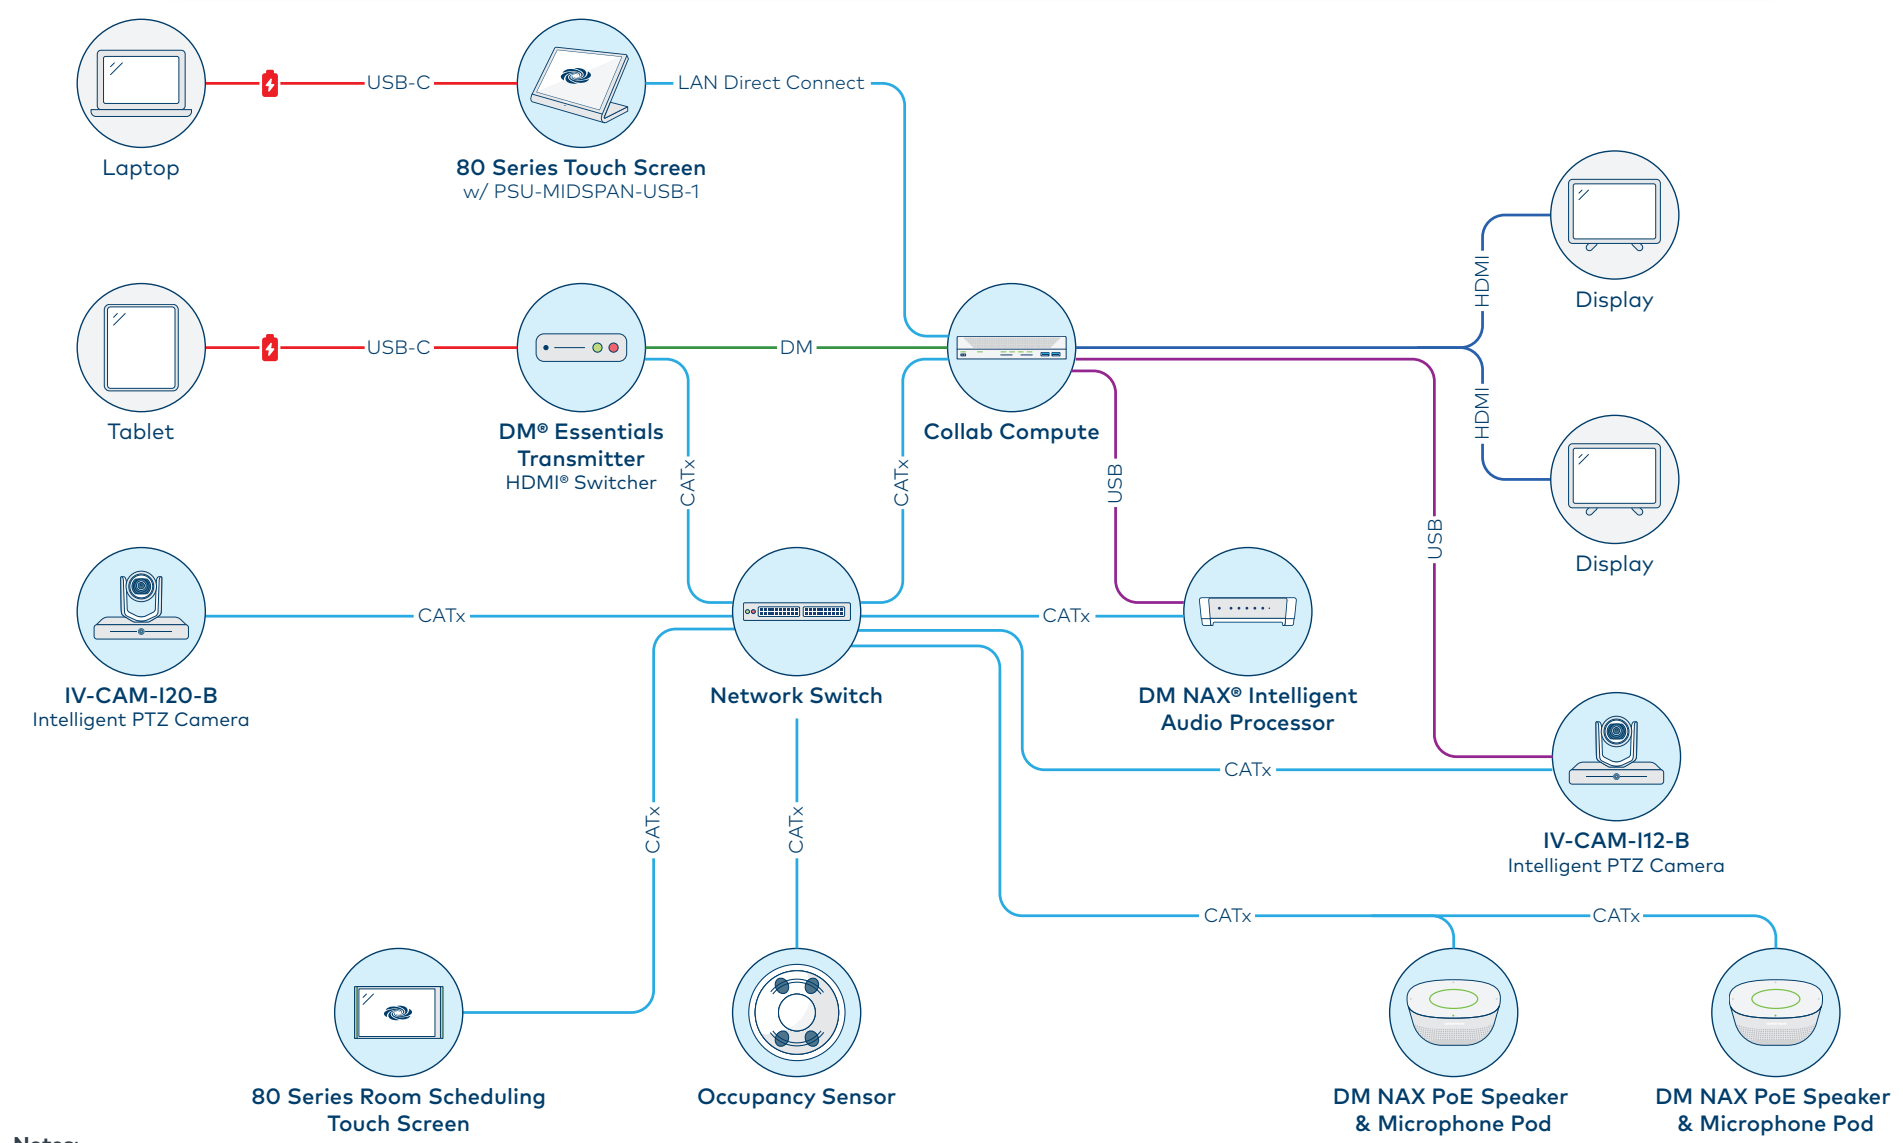 USB-C
LAN Direct Connect
Laptop
80 Series Touch Screen
w/ PSU-MIDSPAN-USB-1
HDMI
Display
USB-C
DM
Tablet
DM® Essentials
Transmitter
HDMI® Switcher
Collab Compute
HDMI
CATx
CATx
USB
USB
Display
CATx
CATx
IV-CAM-I20-B
Intelligent PTZ Camera
Network Switch
DM NAX® Intelligent
Audio Processor
CATx
CATx
CATx
IV-CAM-I12-B
Intelligent PTZ Camera
CATx
CATx
80 Series Room Scheduling
Touch Screen
Occupancy Sensor
DM NAX PoE Speaker
& Microphone Pod
DM NAX PoE Speaker
& Microphone Pod
Notes: